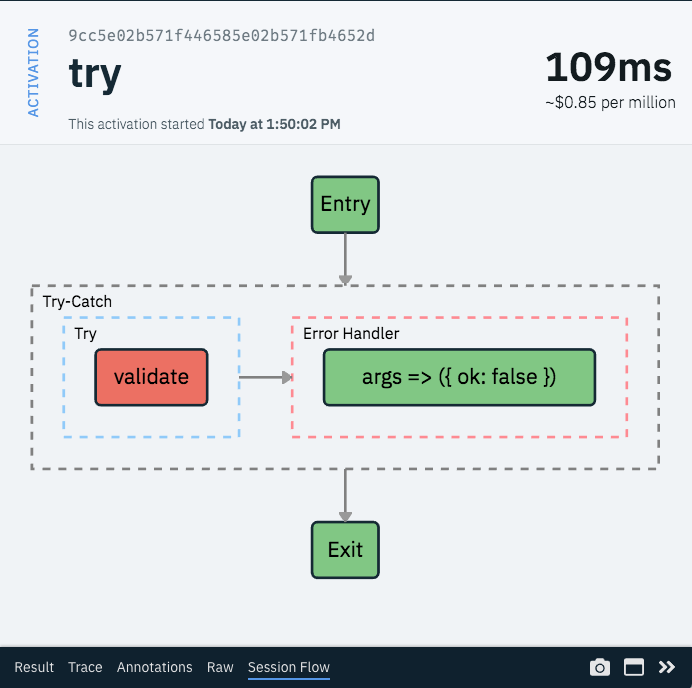 ACTIVATION
9cc5e02b571f446585e02b571fb4652d
try
This activation started Today at 1:50:02 PM
109ms
~$0.85 per million
Entry
Try-Catch
Try
validate
Error Handler
args => ({ ok: false })
Exit
Result Trace Annotations Raw Session Flow